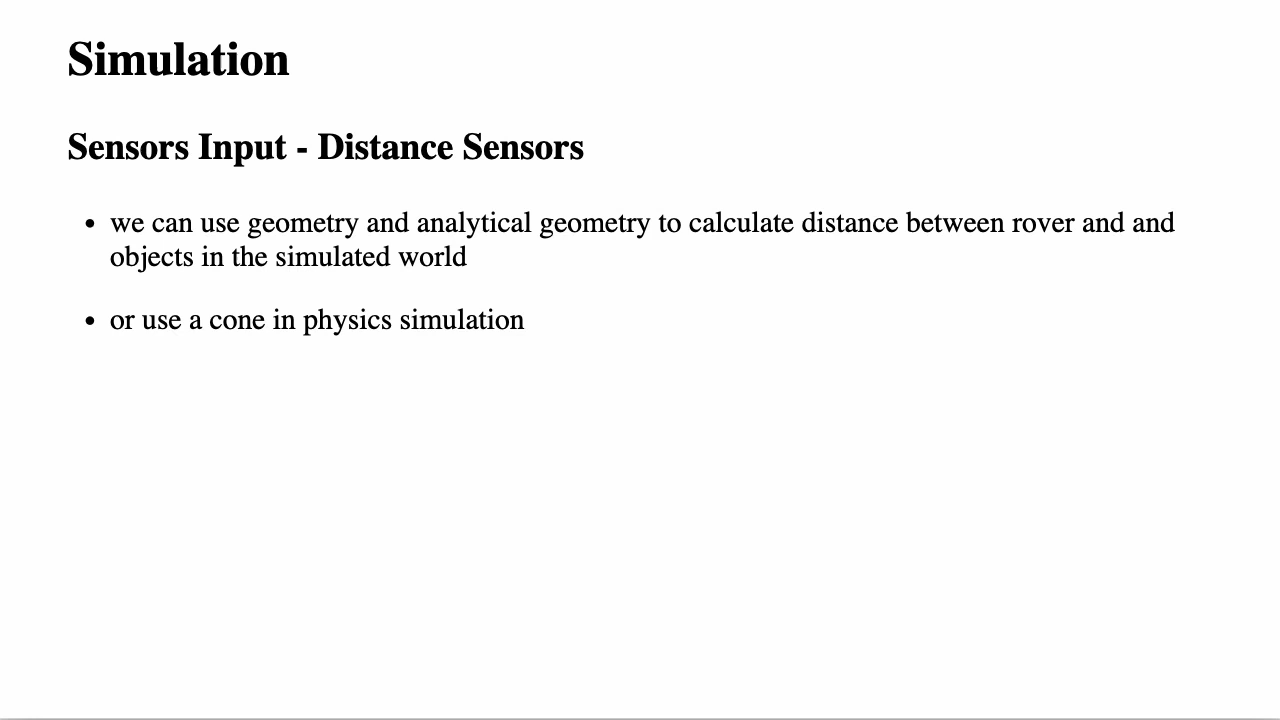 Simulation
Sensors Input - Distance Sensors
• we can use geometry and analytical geometry to calculate distance between rover and and
objects in the simulated world
• or use a cone in physics simulation